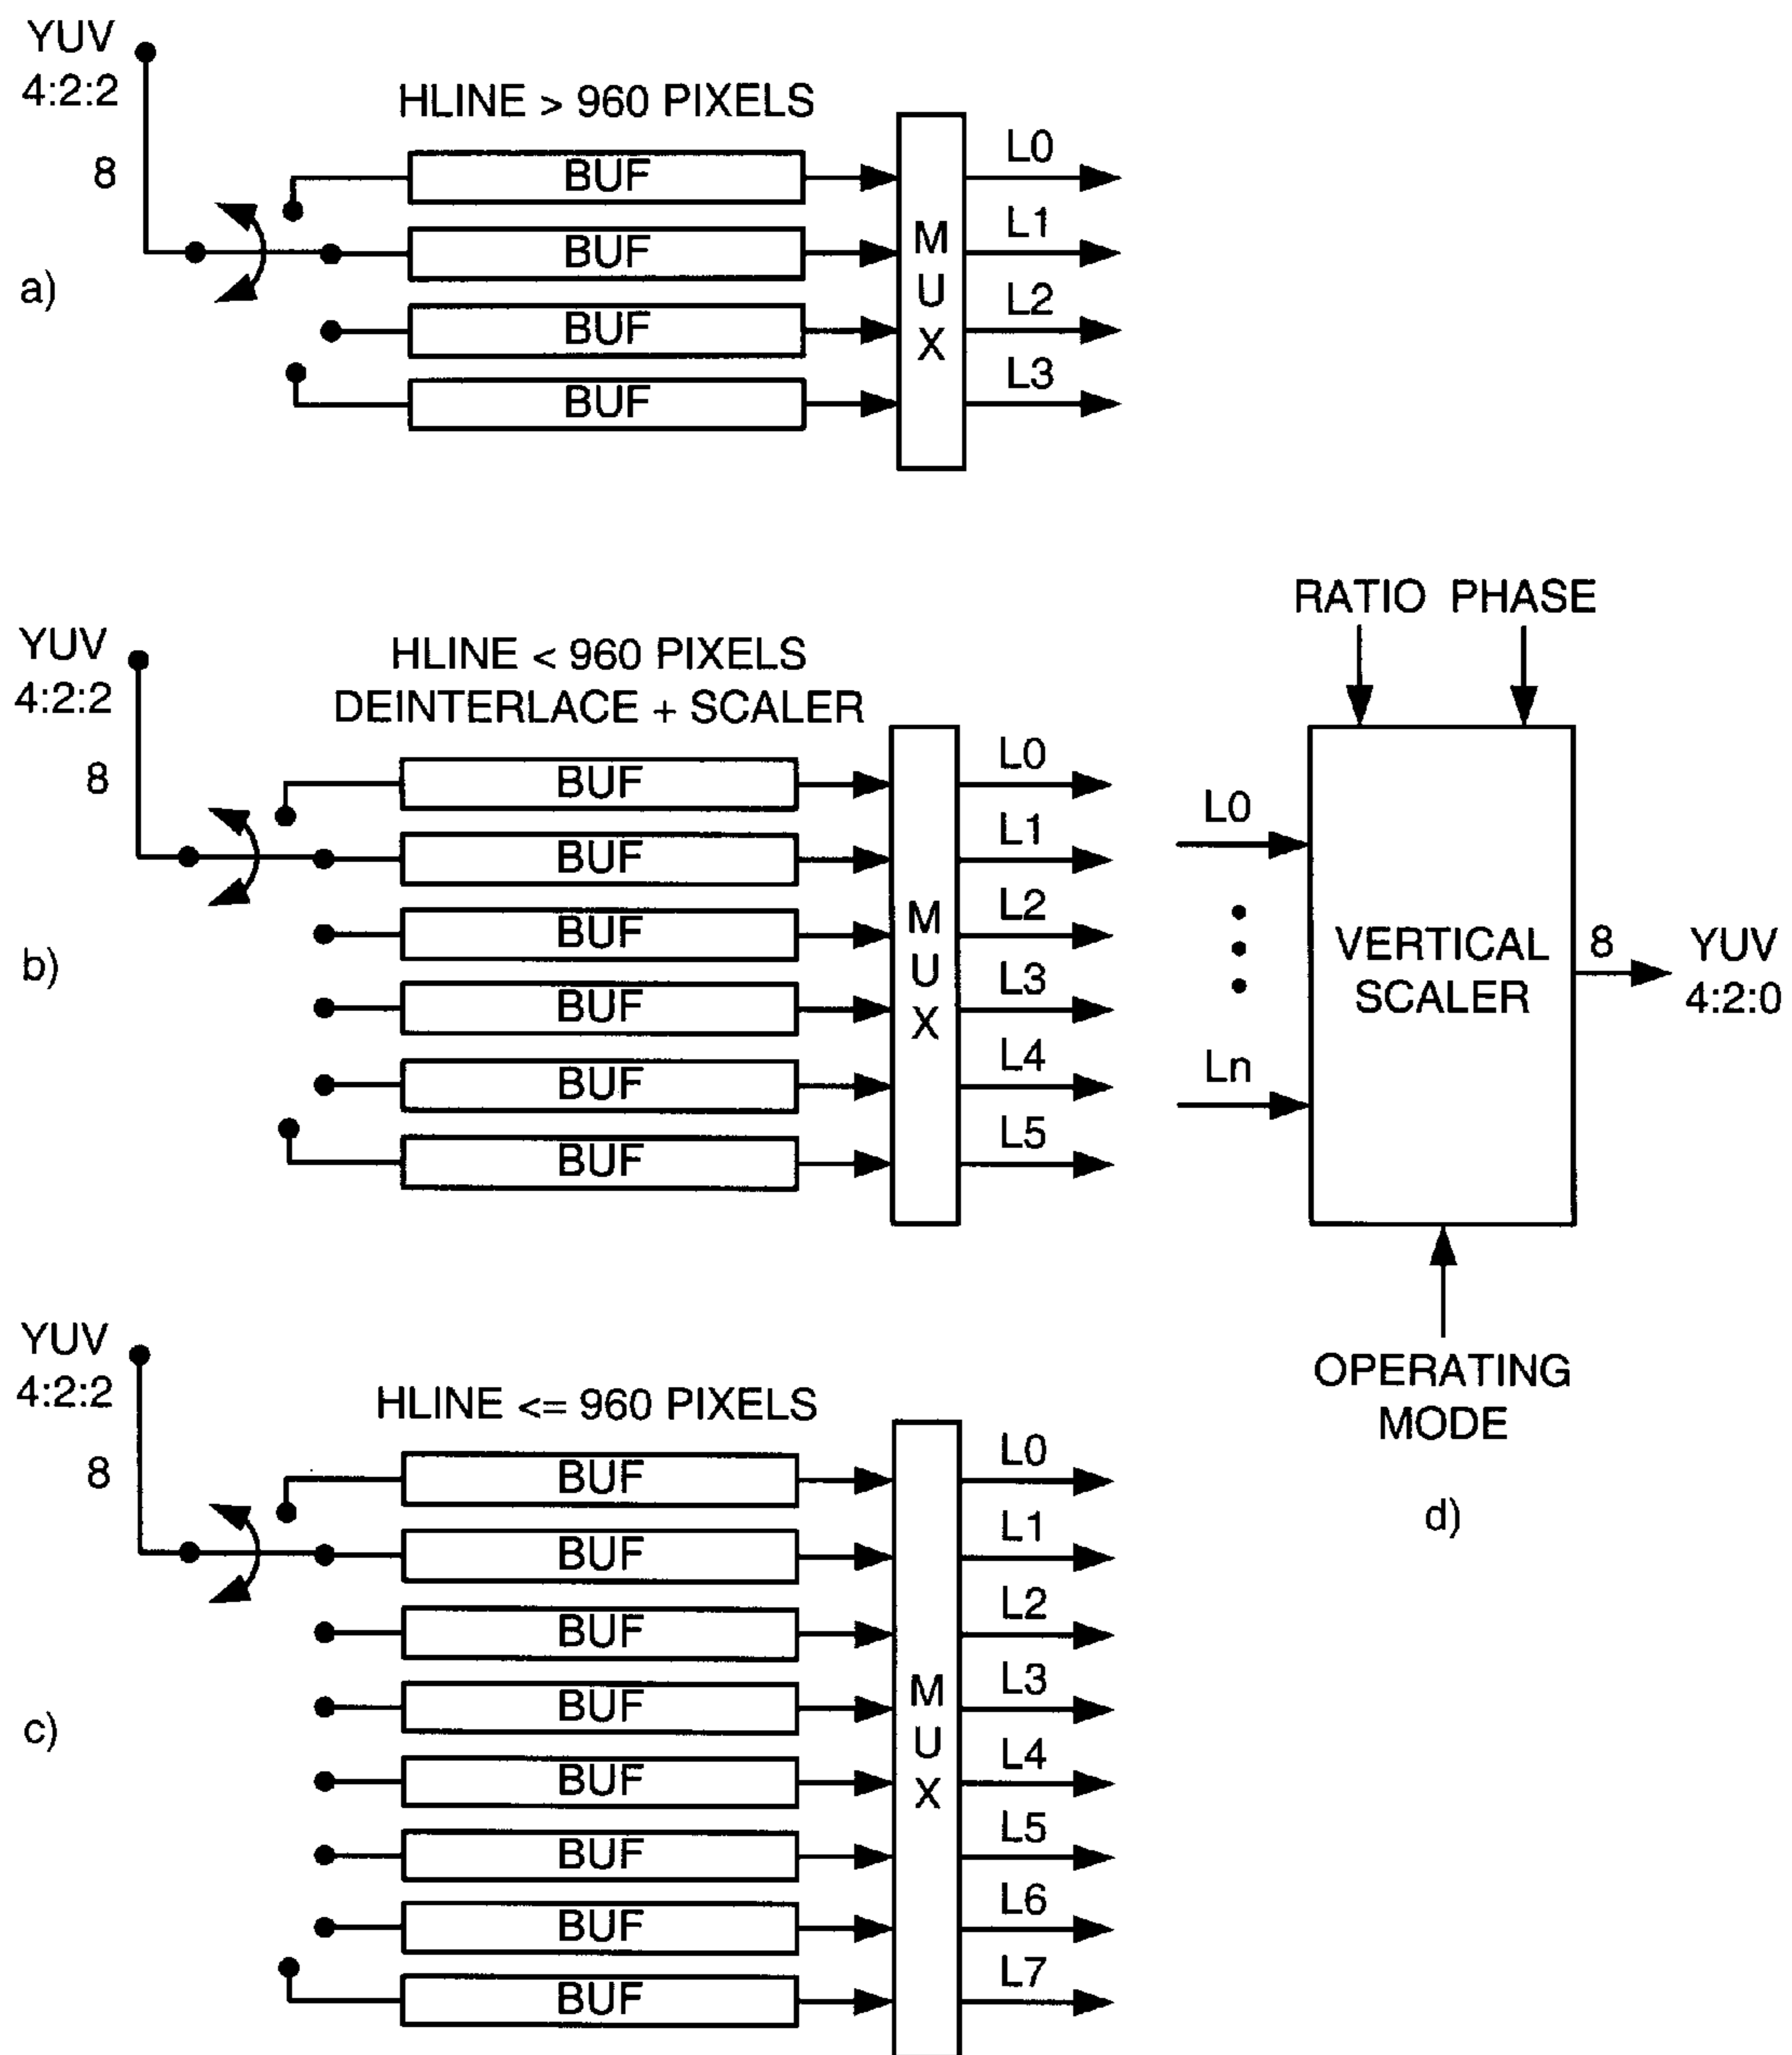 YUV
4:2:2
8
HLINE > 960 PIXELS
BUF
BUF
BUF
BUF
MUX
L0
L1
L2
L3
a)
YUV
4:2:2
8
HLINE < 960 PIXELS
DEINTERLACE + SCALER
BUF
BUF
BUF
BUF
BUF
BUF
MUX
L0
L1
L2
L3
L4
L5
b)
RATIO PHASE
L0
Ln
VERTICAL
SCALER
8
YUV
4:2:0
OPERATING
MODE
d)
YUV
4:2:2
8
HLINE <= 960 PIXELS
BUF
BUF
BUF
BUF
BUF
BUF
BUF
BUF
MUX
L0
L1
L2
L3
L4
L5
L6
L7
c)